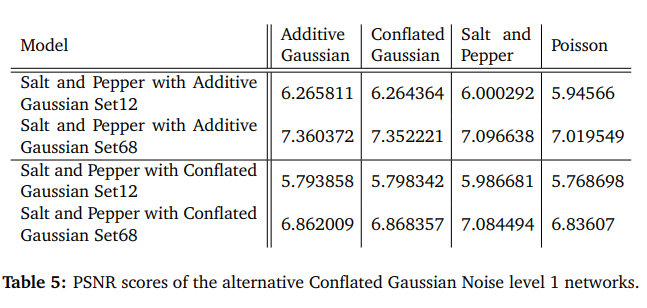 Model Additive Gaussian Conflated Gaussian Salt and Pepper Poisson
Salt and Pepper with Additive Gaussian Set12 6.265811 6.264364 6.000292 5.94566
Salt and Pepper with Additive Gaussian Set68 7.360372 7.352221 7.096638 7.019549
Salt and Pepper with Conflated Gaussian Set12 5.793858 5.798342 5.986681 5.768698
Salt and Pepper with Conflated Gaussian Set68 6.862009 6.868357 7.084494 6.83607
Table 5: PSNR scores of the alternative Conflated Gaussian Noise level 1 networks.